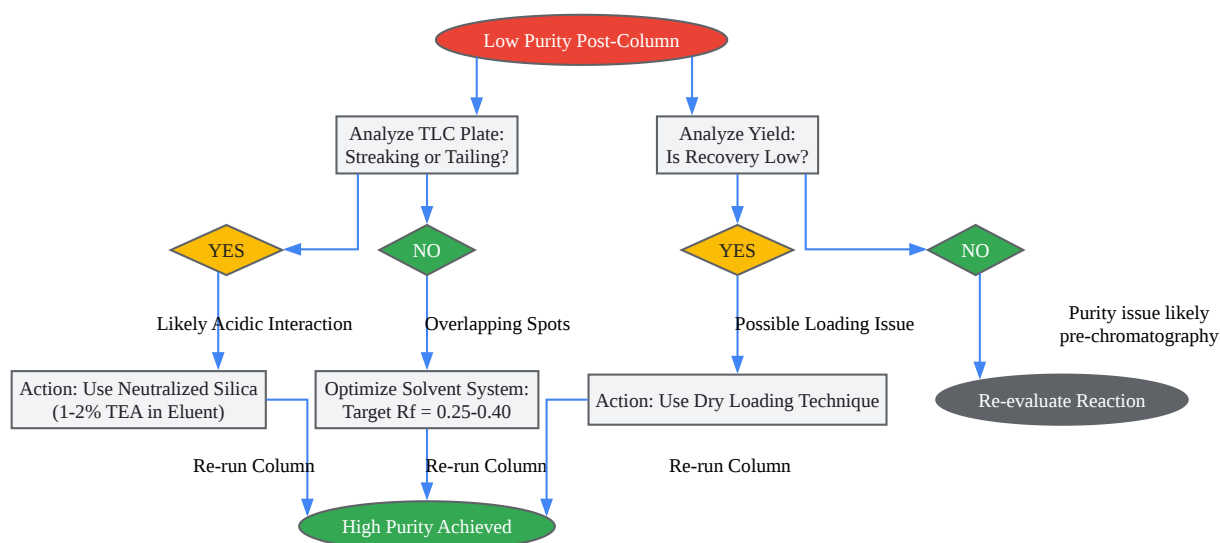 Low Purity Post-Column
Analyze TLC Plate:
Streaking or Tailing?
Analyze Yield:
Is Recovery Low?
YES
NO
YES
NO
Likely Acidic Interaction
Overlapping Spots
Possible Loading Issue
Purity issue likely
pre-chromatography
Action: Use Neutralized Silica
(1-2% TEA in Eluent)
Optimize Solvent System:
Target Rf = 0.25-0.40
Action: Use Dry Loading Technique
Re-evaluate Reaction
Re-run Column
Re-run Column
Re-run Column
High Purity Achieved